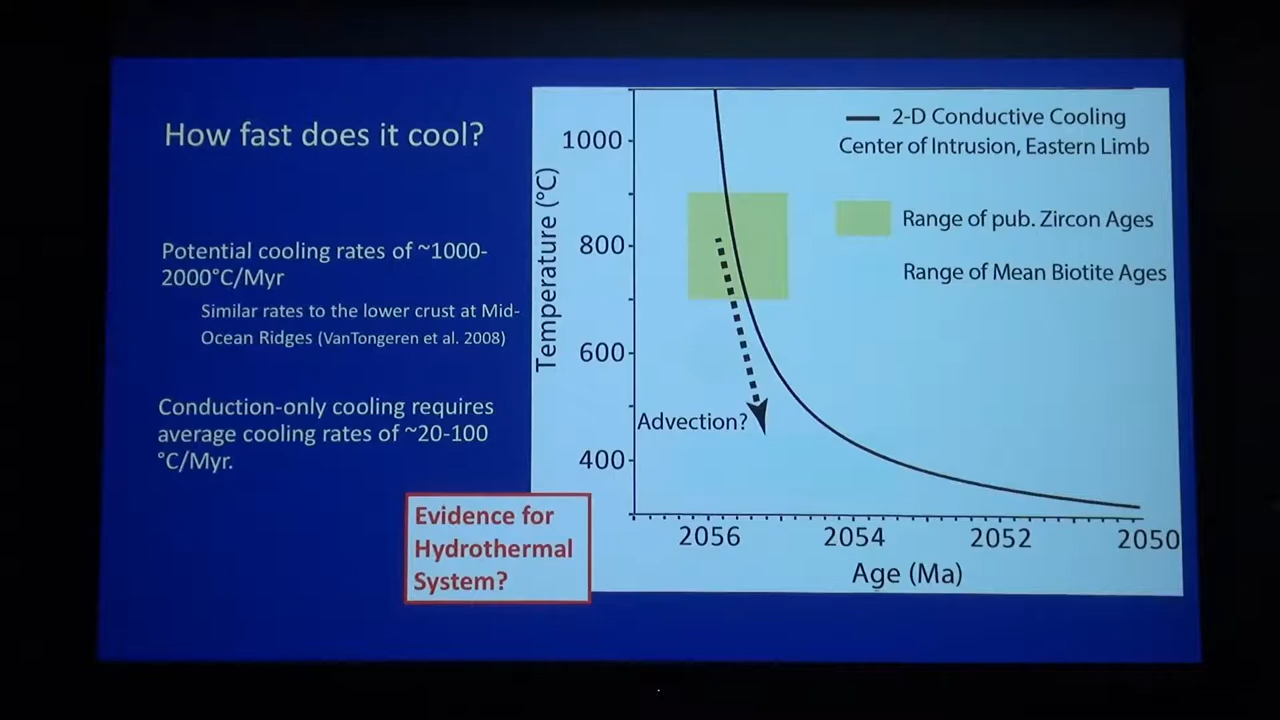 How fast does it cool?
Potential cooling rates of ~1000-
2000°C/Myr
Similar rates to the lower crust at Mid-
Ocean Ridges (VanTongeren et al. 2008)
Conduction-only cooling requires
average cooling rates of ~20-100
°C/Myr.
Evidence for
Hydrothermal
System?
2-D Conductive Cooling
Center of Intrusion, Eastern Limb
Range of pub. Zircon Ages
Range of Mean Biotite Ages
Temperature (°C)
1000
800
600
400
Advection?
2056
2054
2052
2050
Age (Ma)